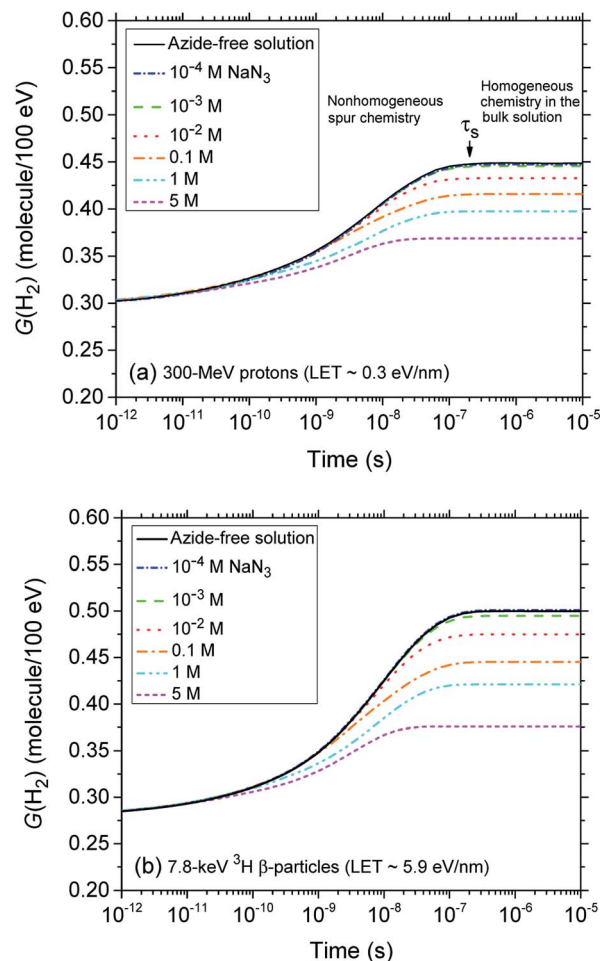 0.60
0.55
0.50
0.45
0.40
0.35
0.30
0.25
0.20
G(H₂) (molecule/100 eV)
Azide-free solution
10⁻⁴ M NaN₃
10⁻³ M
10⁻² M
0.1 M
1 M
5 M
Nonhomogeneous
spur chemistry
Homogeneous
chemistry in the
bulk solution
τₛ
(a) 300-MeV protons (LET ~ 0.3 eV/nm)
10⁻¹² 10⁻¹¹ 10⁻¹⁰ 10⁻⁹ 10⁻⁸ 10⁻⁷ 10⁻⁶ 10⁻⁵
Time (s)
0.60
0.55
0.50
0.45
0.40
0.35
0.30
0.25
0.20
G(H₂) (molecule/100 eV)
Azide-free solution
10⁻⁴ M NaN₃
10⁻³ M
10⁻² M
0.1 M
1 M
5 M
(b) 7.8-keV ³H β-particles (LET ~ 5.9 eV/nm)
10⁻¹² 10⁻¹¹ 10⁻¹⁰ 10⁻⁹ 10⁻⁸ 10⁻⁷ 10⁻⁶ 10⁻⁵
Time (s)